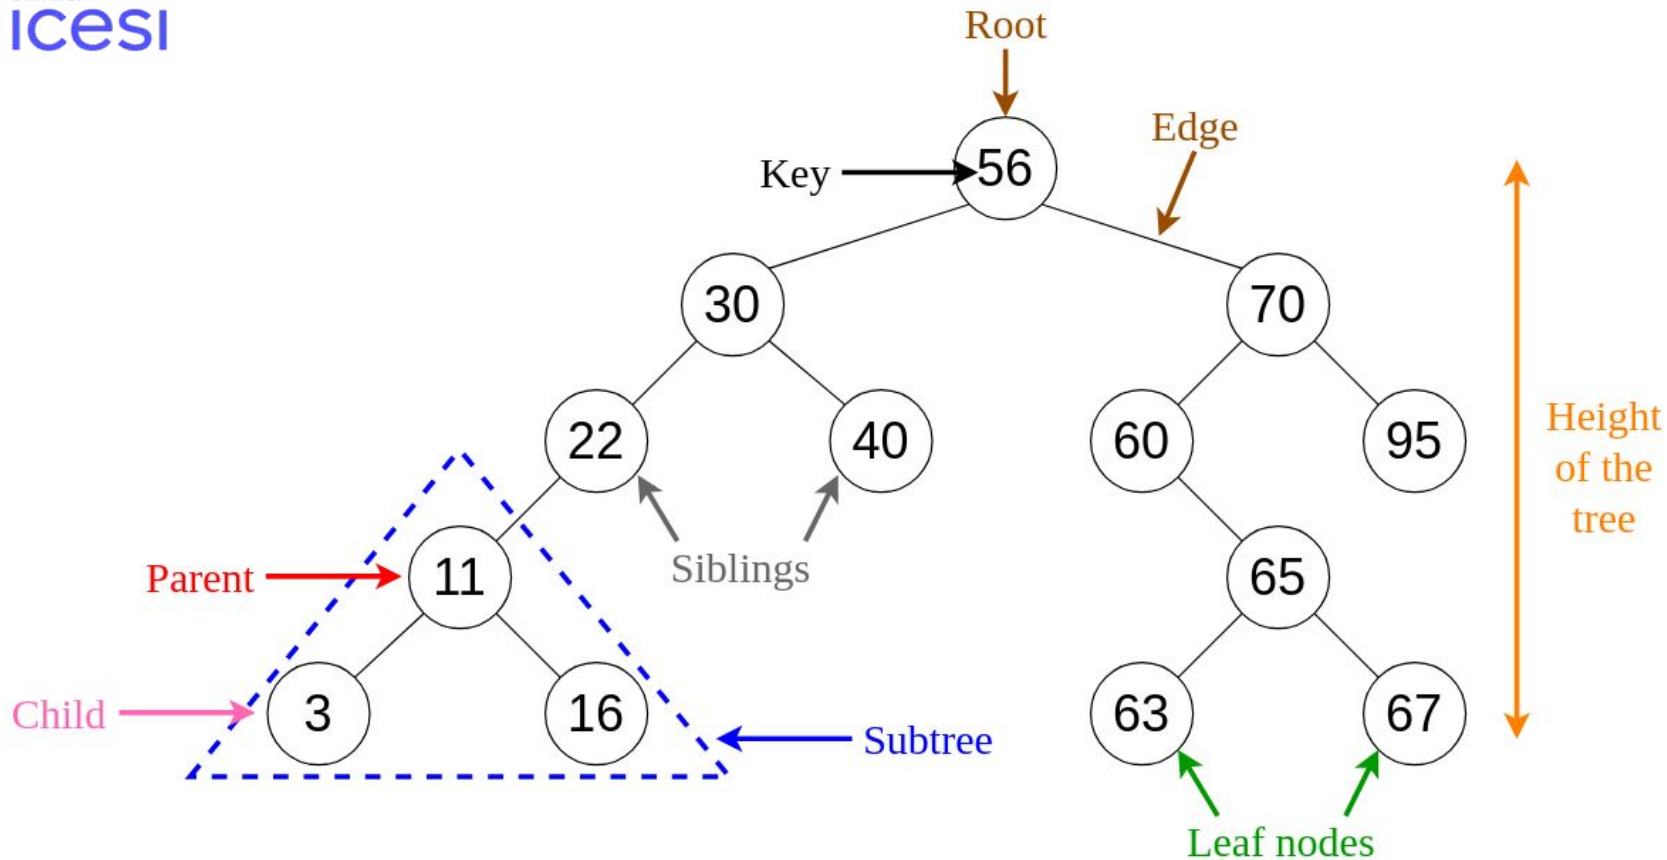 icesi
Root
Edge
Key
56
30
70
22
40
60
95
Height
of the
tree
Siblings
Parent
11
65
Child
3
16
63
67
Subtree
Leaf nodes